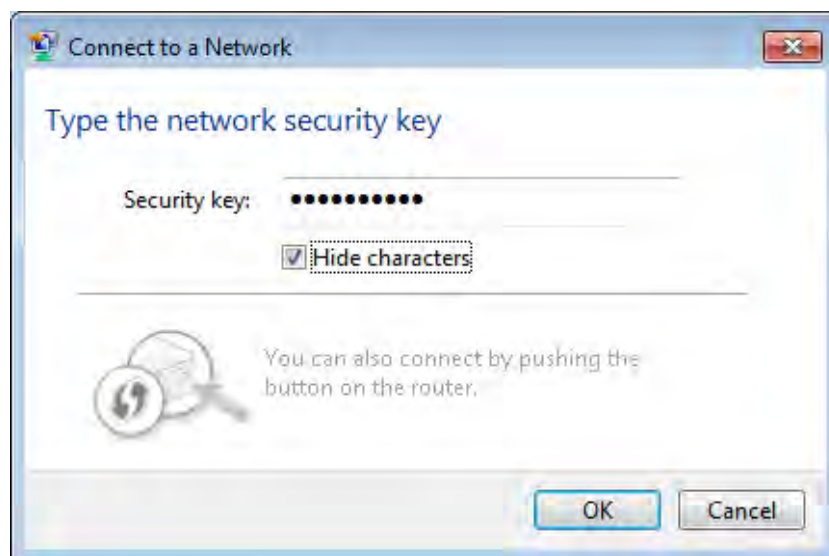 Connect to a Network
Type the network security key
Security key: ••••••••••
Hide characters
You can also connect by pushing the
button on the router.
OK Cancel